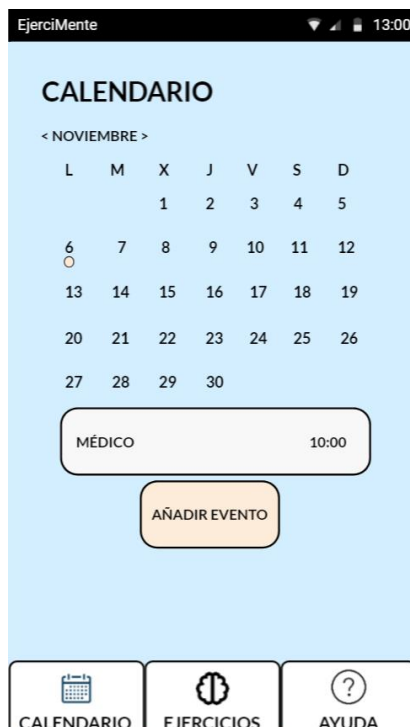 EjerciMente 13:00
CALENDARIO
< NOVIEMBRE >
L M X J V S D
1 2 3 4 5
6 7 8 9 10 11 12
13 14 15 16 17 18 19
20 21 22 23 24 25 26
27 28 29 30
MÉDICO 10:00
AÑADIR EVENTO
CALENDARIO EJERCICIOS AYUDA